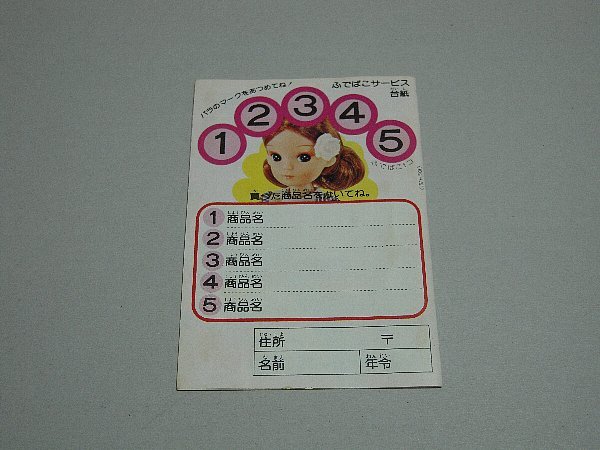 バラのマークをあつめてね!
ふでばこサービス
台紙
1 2 3 4 5
買った商品名をかいてね。
1 商品名
2 商品名
3 商品名
4 商品名
5 商品名
住所 〒
名前 年令